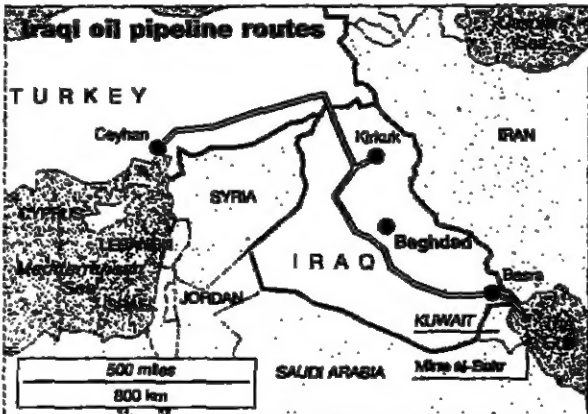 Iraqi oil pipeline routes
TURKEY
Ceyhan
Kirkuk
IRAN
SYRIA
CYPRUS
Baghdad
LEBANON
IRAQ
Mediterranean
Sea
Basra
ISRAEL
JORDAN
KUWAIT
500 miles
800 km
SAUDI ARABIA
Mina al-Bakr